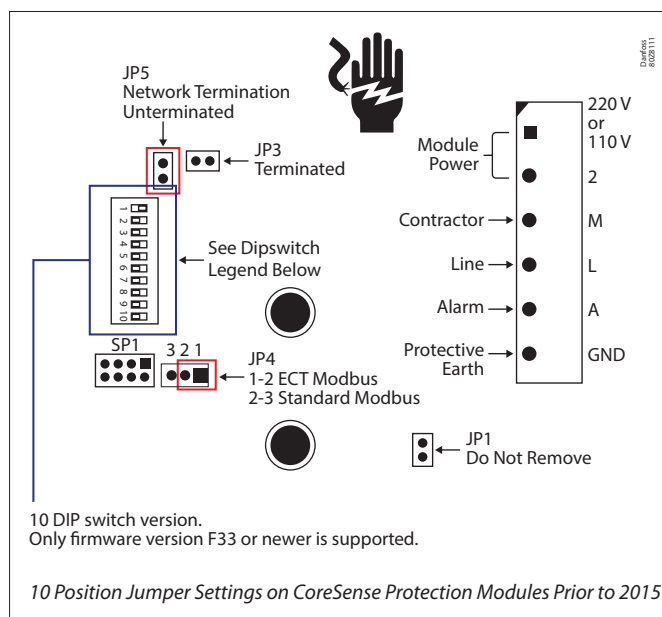 Danfoss
80Z8111
JP5
Network Termination
Unterminated
JP3
Terminated
220 V
or
110 V
Module
Power
2
Contractor
M
1
2
3
4
5
6
7
8
9
10
See Dipswitch
Legend Below
Line
L
Alarm
A
SP1
3 2 1
JP4
1-2 ECT Modbus
2-3 Standard Modbus
Protective
Earth
GND
JP1
Do Not Remove
10 DIP switch version.
Only firmware version F33 or newer is supported.
10 Position Jumper Settings on CoreSense Protection Modules Prior to 2015